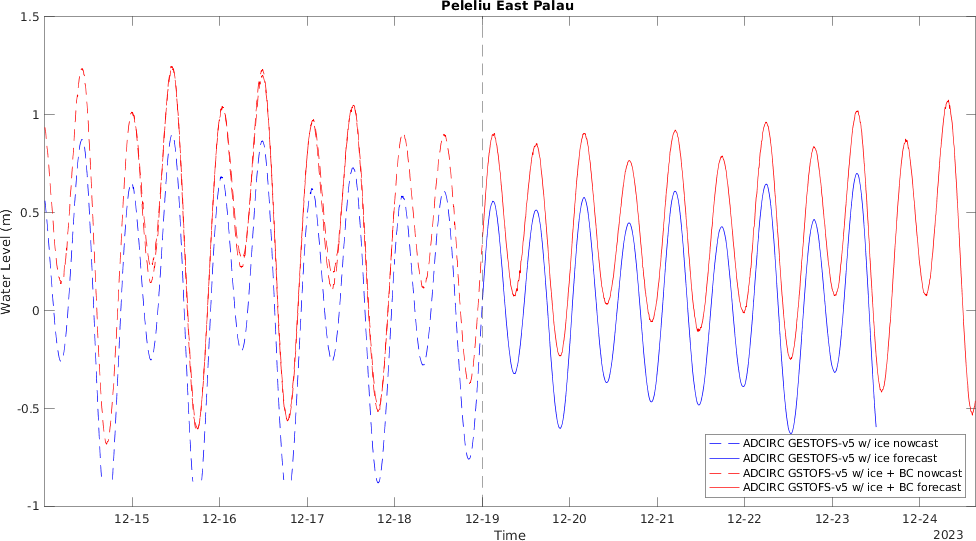 Peleliu East Palau
1.5
1
0.5
0
-0.5
-1
Water Level (m)
ADCIRC GESTOFS-v5 w/ ice nowcast
ADCIRC GESTOFS-v5 w/ ice forecast
ADCIRC GSTOFS-v5 w/ ice + BC nowcast
ADCIRC GSTOFS-v5 w/ ice + BC forecast
12-15 12-16 12-17 12-18 12-19 12-20 12-21 12-22 12-23 12-24
Time
2023